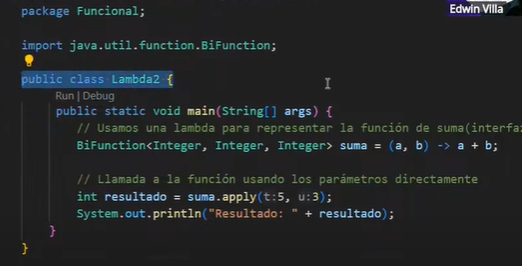 Edwin Villa
package Funcional;
import java.util.function.BiFunction;
public class Lambda2 {
Run | Debug
public static void main(String[] args) {
// Usamos una lambda para representar la función de suma(interfa
BiFunction<Integer, Integer, Integer> suma = (a, b) -> a + b;
// Llamada a la función usando los parámetros directamente
int resultado = suma.apply(t:5, u:3);
System.out.println("Resultado: " + resultado);
}
}